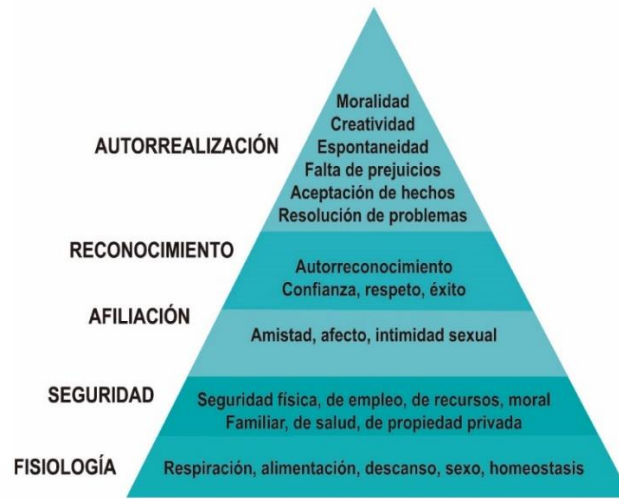 AUTORREALIZACIÓN
Moralidad
Creatividad
Espontaneidad
Falta de prejuicios
Aceptación de hechos
Resolución de problemas
RECONOCIMIENTO
Autorreconocimiento
Confianza, respeto, éxito
AFILIACIÓN
Amistad, afecto, intimidad sexual
SEGURIDAD
Seguridad física, de empleo, de recursos, moral
Familiar, de salud, de propiedad privada
FISIOLOGÍA
Respiración, alimentación, descanso, sexo, homeostasis